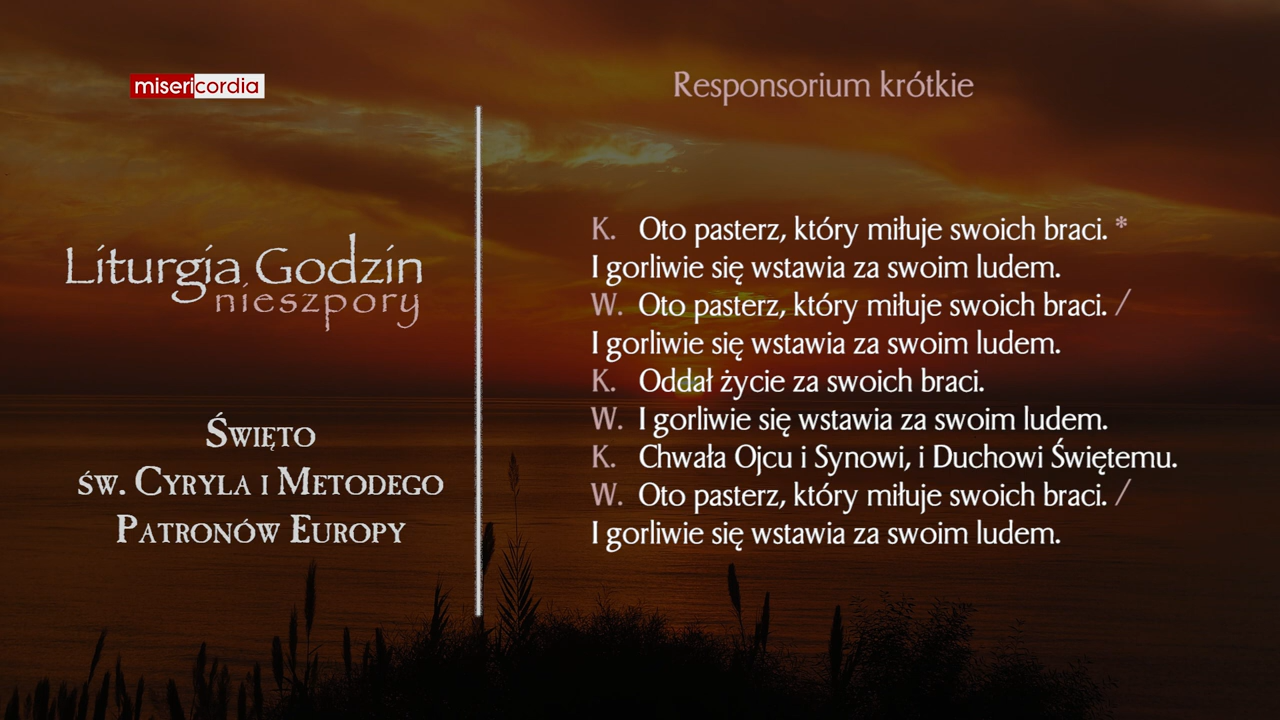 misericordia
Liturgia Godzin
nieszpory
Święto
św. Cyryla i Metodego
Patronów Europy
Responsorium krótkie
K. Oto pasterz, który miłuje swoich braci. *
I gorliwie się wstawia za swoim ludem.
W. Oto pasterz, który miłuje swoich braci. /
I gorliwie się wstawia za swoim ludem.
K. Oddał życie za swoich braci.
W. I gorliwie się wstawia za swoim ludem.
K. Chwała Ojcu i Synowi, i Duchowi Świętemu.
W. Oto pasterz, który miłuje swoich braci. /
I gorliwie się wstawia za swoim ludem.